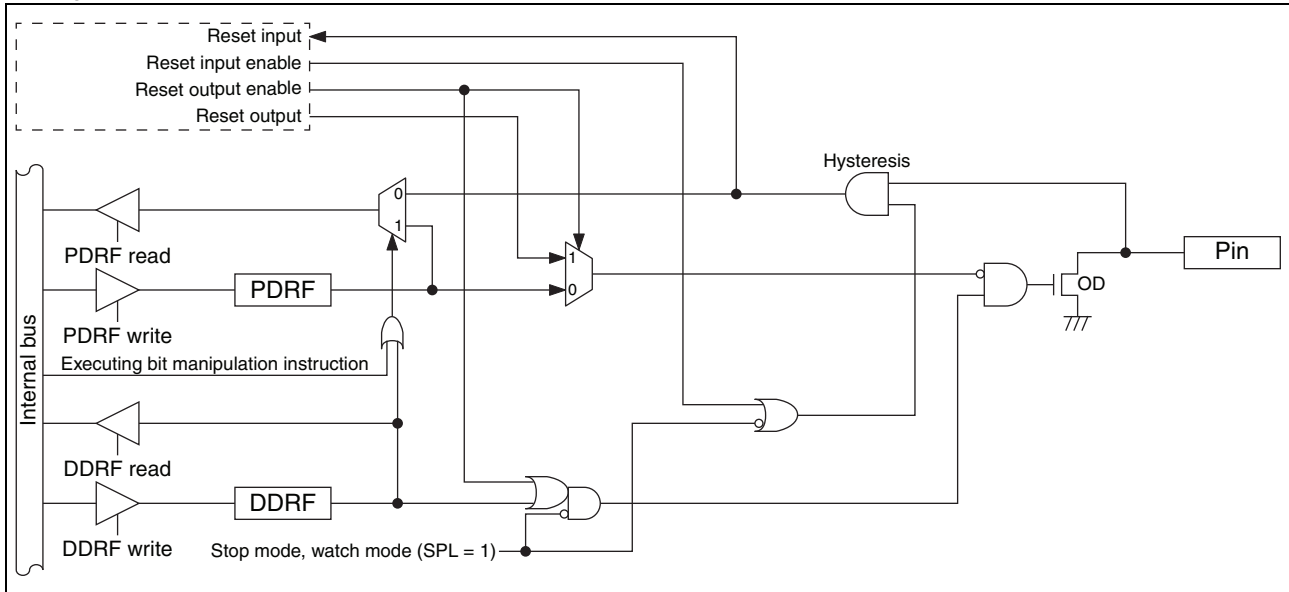 Reset input
Reset input enable
Reset output enable
Reset output
Hysteresis
0
1
PDRF read
1
Pin
OD
PDRF
0
PDRF write
Executing bit manipulation instruction
Internal bus
DDRF read
DDRF
DDRF write
Stop mode, watch mode (SPL = 1)